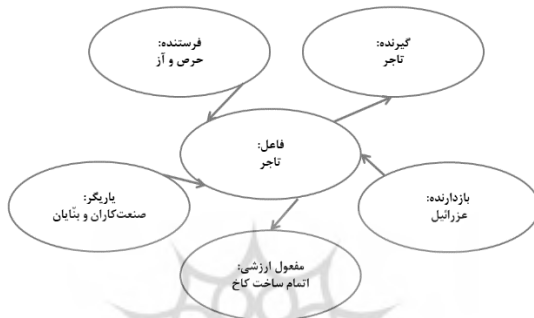 گیرنده:
تاجر
فرستنده:
حرص و آز
فاعل:
تاجر
بازدارنده:
عزرائیل
یاریگر:
صنعت‌کاران و بنّایان
مفعول ارزشی:
اتمام ساخت کاخ